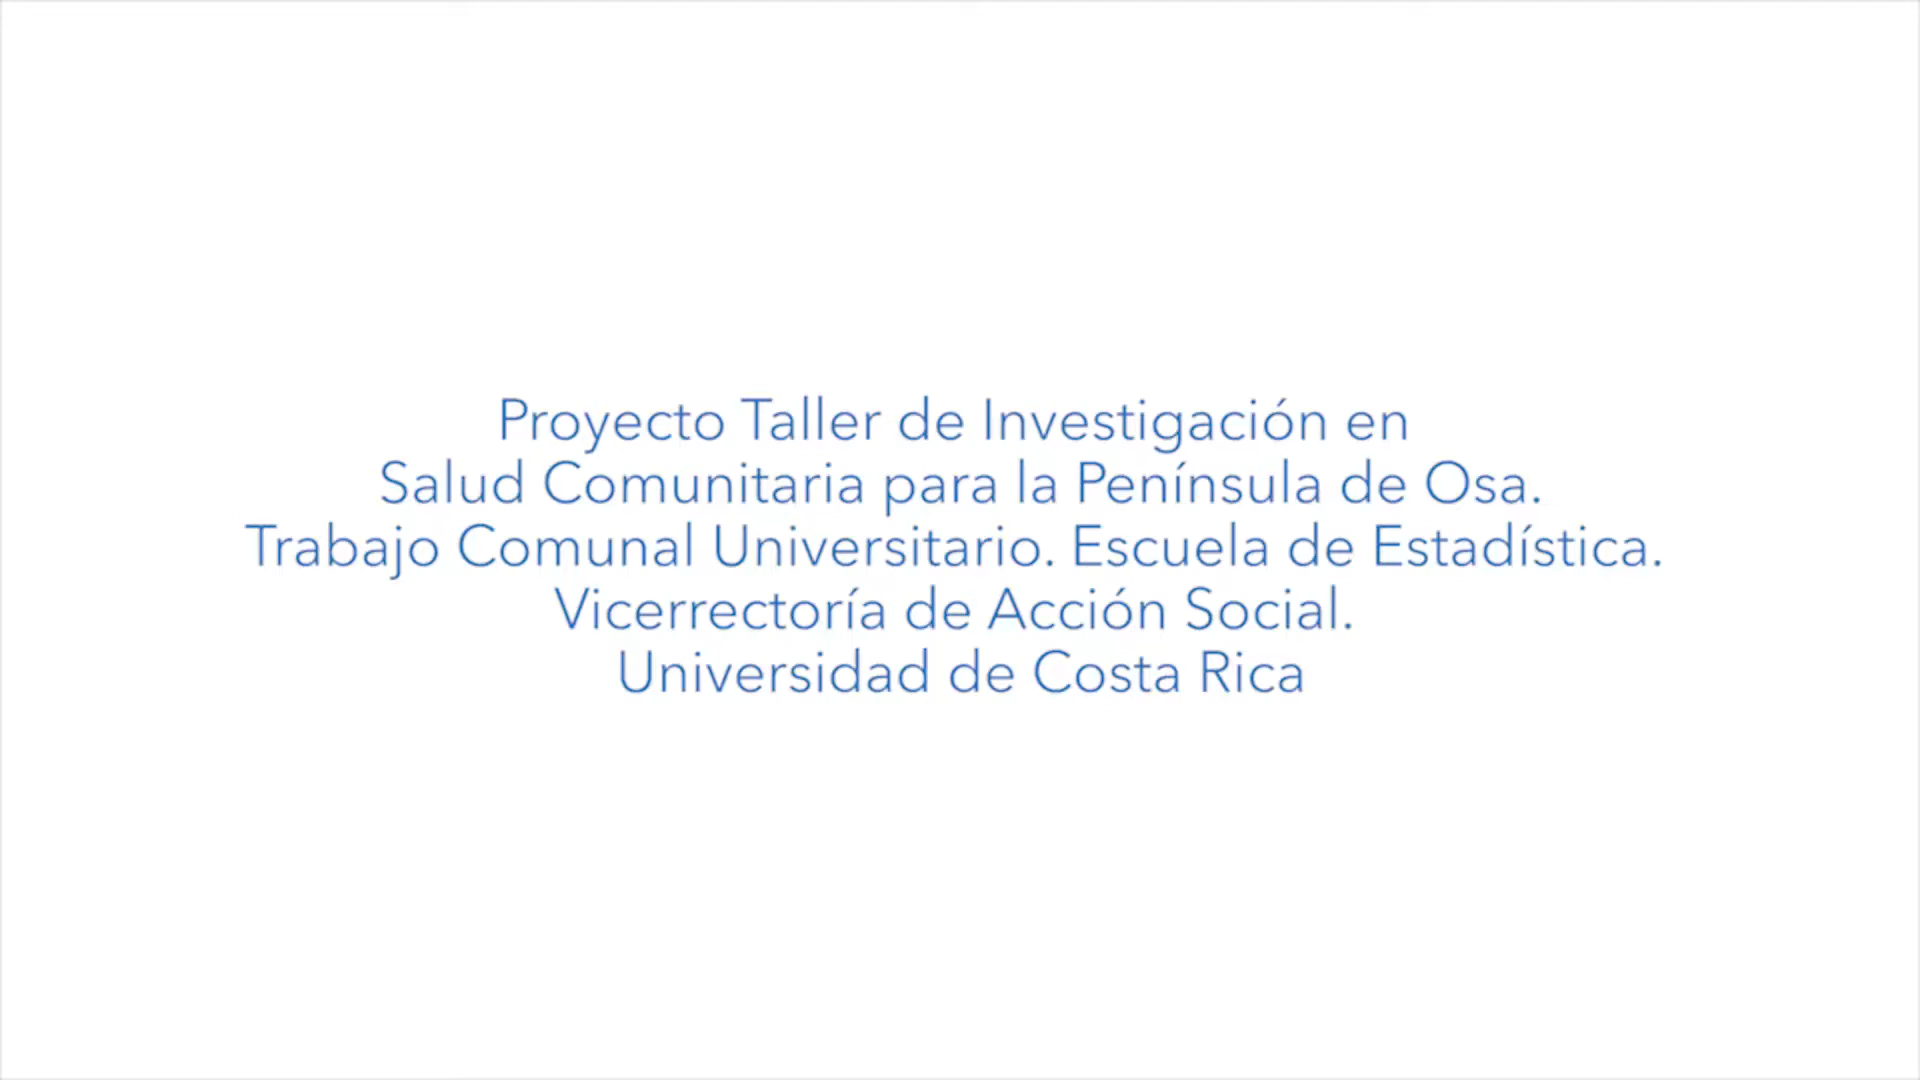 Proyecto Taller de Investigación en
Salud Comunitaria para la Península de Osa.
Trabajo Comunal Universitario. Escuela de Estadística.
Vicerrectoría de Acción Social.
Universidad de Costa Rica